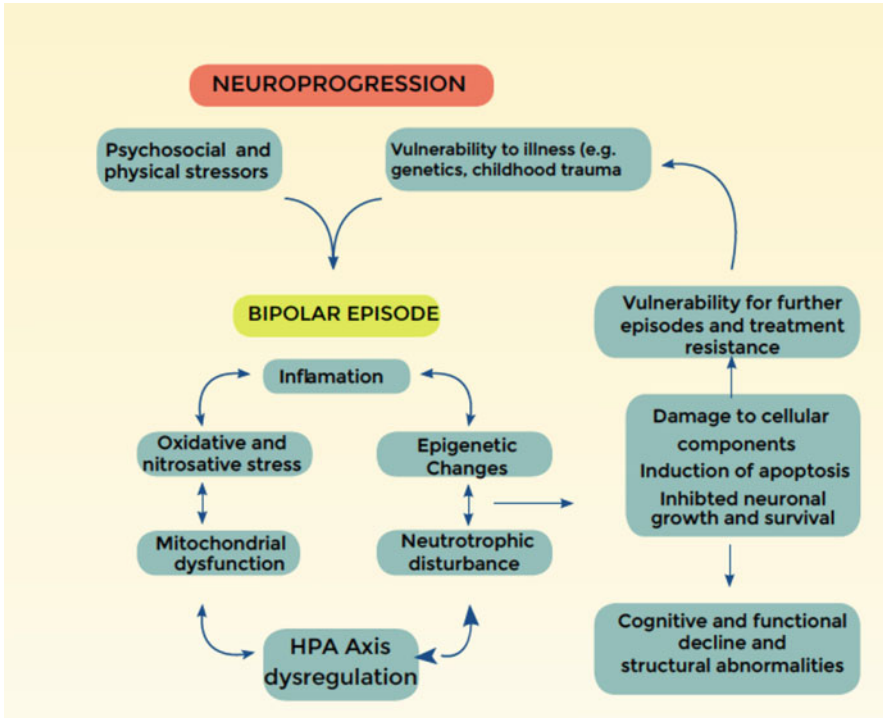 NEUROPROGRESSION
Psychosocial and
physical stressors
Vulnerability to illness (e.g.
genetics, childhood trauma
BIPOLAR EPISODE
Inflamation
Oxidative and
nitrosative stress
Epigenetic
Changes
Mitochondrial
dysfunction
Neutrotrophic
disturbance
HPA Axis
dysregulation
Vulnerability for further
episodes and treatment
resistance
Damage to cellular
components
Induction of apoptosis
Inhibted neuronal
growth and survival
Cognitive and functional
decline and
structural abnormalities